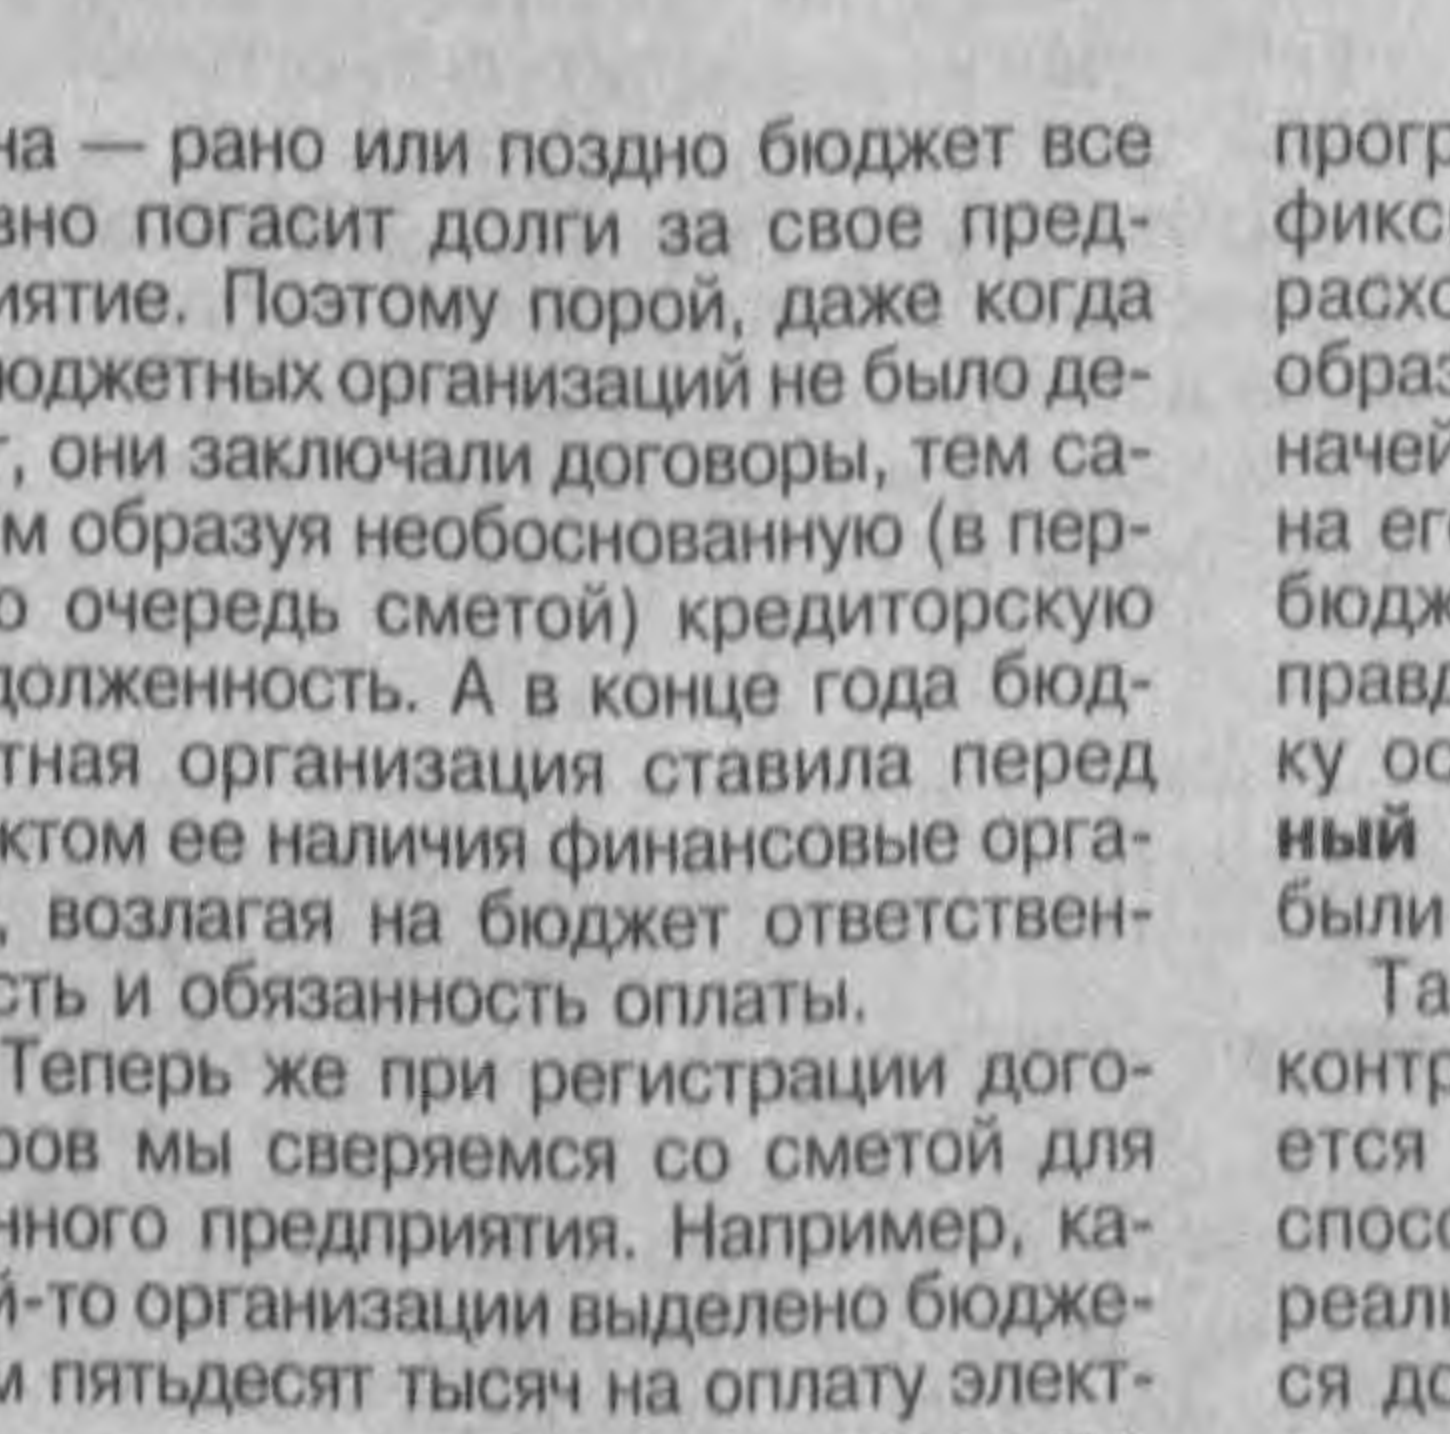 на — рано или поздно бюджет все
вно погасит долги за свое пред-
иятие. Поэтому порой, даже когда
юджетных организаций не было де-
г, они заключали договоры, тем са-
м образуя необоснованную (в пер-
ю очередь сметой) кредиторскую
долженность. А в конце года бюд-
тная организация ставила перед
ктом ее наличия финансовые орга-
, возлагая на бюджет ответствен-
сть и обязанность оплаты.
Теперь же при регистрации дого-
ров мы сверяемся со сметой для
нного предприятия. Например, ка-
й-то организации выделено бюдже-
м пятьдесят тысяч на оплату элект-
прогр
фикс
расхо
образ
начей
на его
бюдж
правд
ку ос
ный
были
Та
контр
ется
спосо
реали
ся до